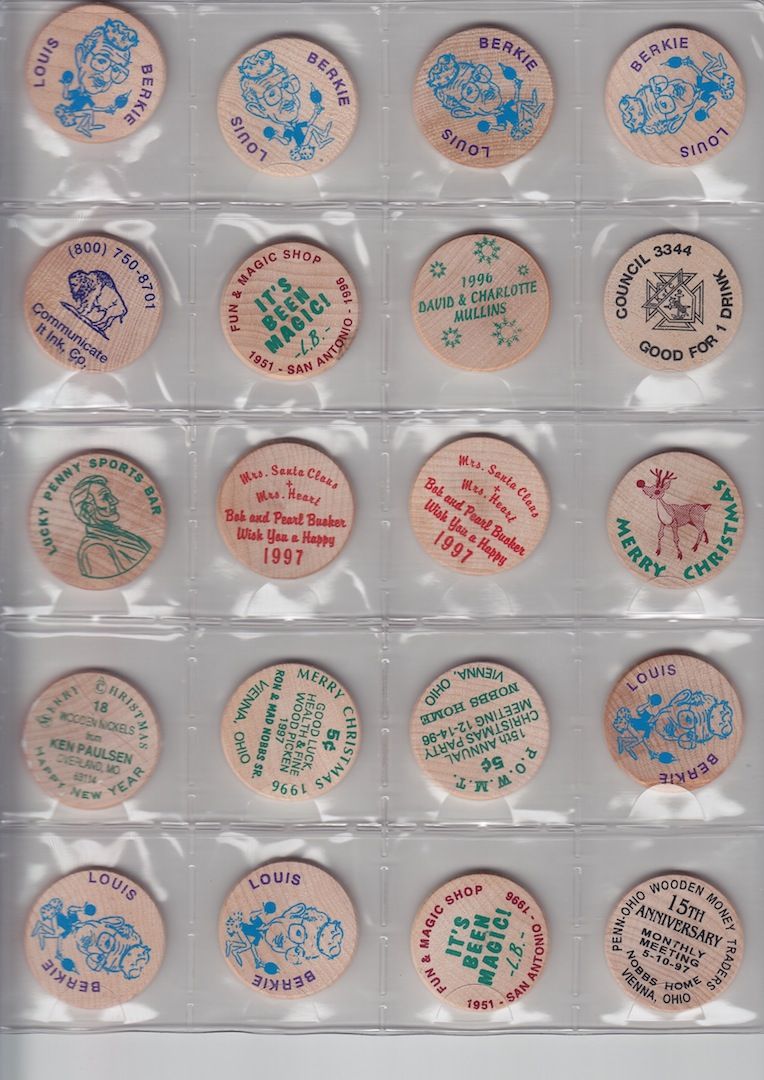 LOUIS
BERKIE
LOUIS
BERKIE
LOUIS
BERKIE
LOUIS
BERKIE
(800) 750-8701
Communicate
It Ink, Co.
FUN & MAGIC SHOP
IT'S
BEEN
MAGIC!
-L.B.-
1951 - SAN ANTONIO - 1996
1996
DAVID & CHARLOTTE
MULLINS
COUNCIL 3344
GOOD FOR 1 DRINK
LUCKY PENNY SPORTS BAR
Mrs. Santa Claus
+
Mrs. Heart
Bob and Pearl Busker
Wish You a Happy
1997
Mrs. Santa Claus
+
Mrs. Heart
Bob and Pearl Busker
Wish You a Happy
1997
MERRY CHRISTMAS
MERRY CHRISTMAS
18
WOODEN NICKELS
from
KEN PAULSEN
OVERLAND, MO
63114
HAPPY NEW YEAR
MERRY CHRISTMAS 1996
5¢
GOOD LUCK,
HEALTH & FINE
WOOD PICKEN
1997
RON & MAD NOBBS SR.
VIENNA, OHIO
P.O.W.M.T.
5¢
15th ANNUAL
CHRISTMAS PARTY
MEETING 12-14-96
NOBBS HOME
VIENNA, OHIO
LOUIS
BERKIE
LOUIS
BERKIE
LOUIS
BERKIE
FUN & MAGIC SHOP
IT'S
BEEN
MAGIC!
-L.B.-
1951 - SAN ANTONIO - 1996
PENN-OHIO WOODEN MONEY TRADERS
15TH
ANNIVERSARY
MONTHLY
MEETING
5-10-97
NOBBS HOME
VIENNA, OHIO